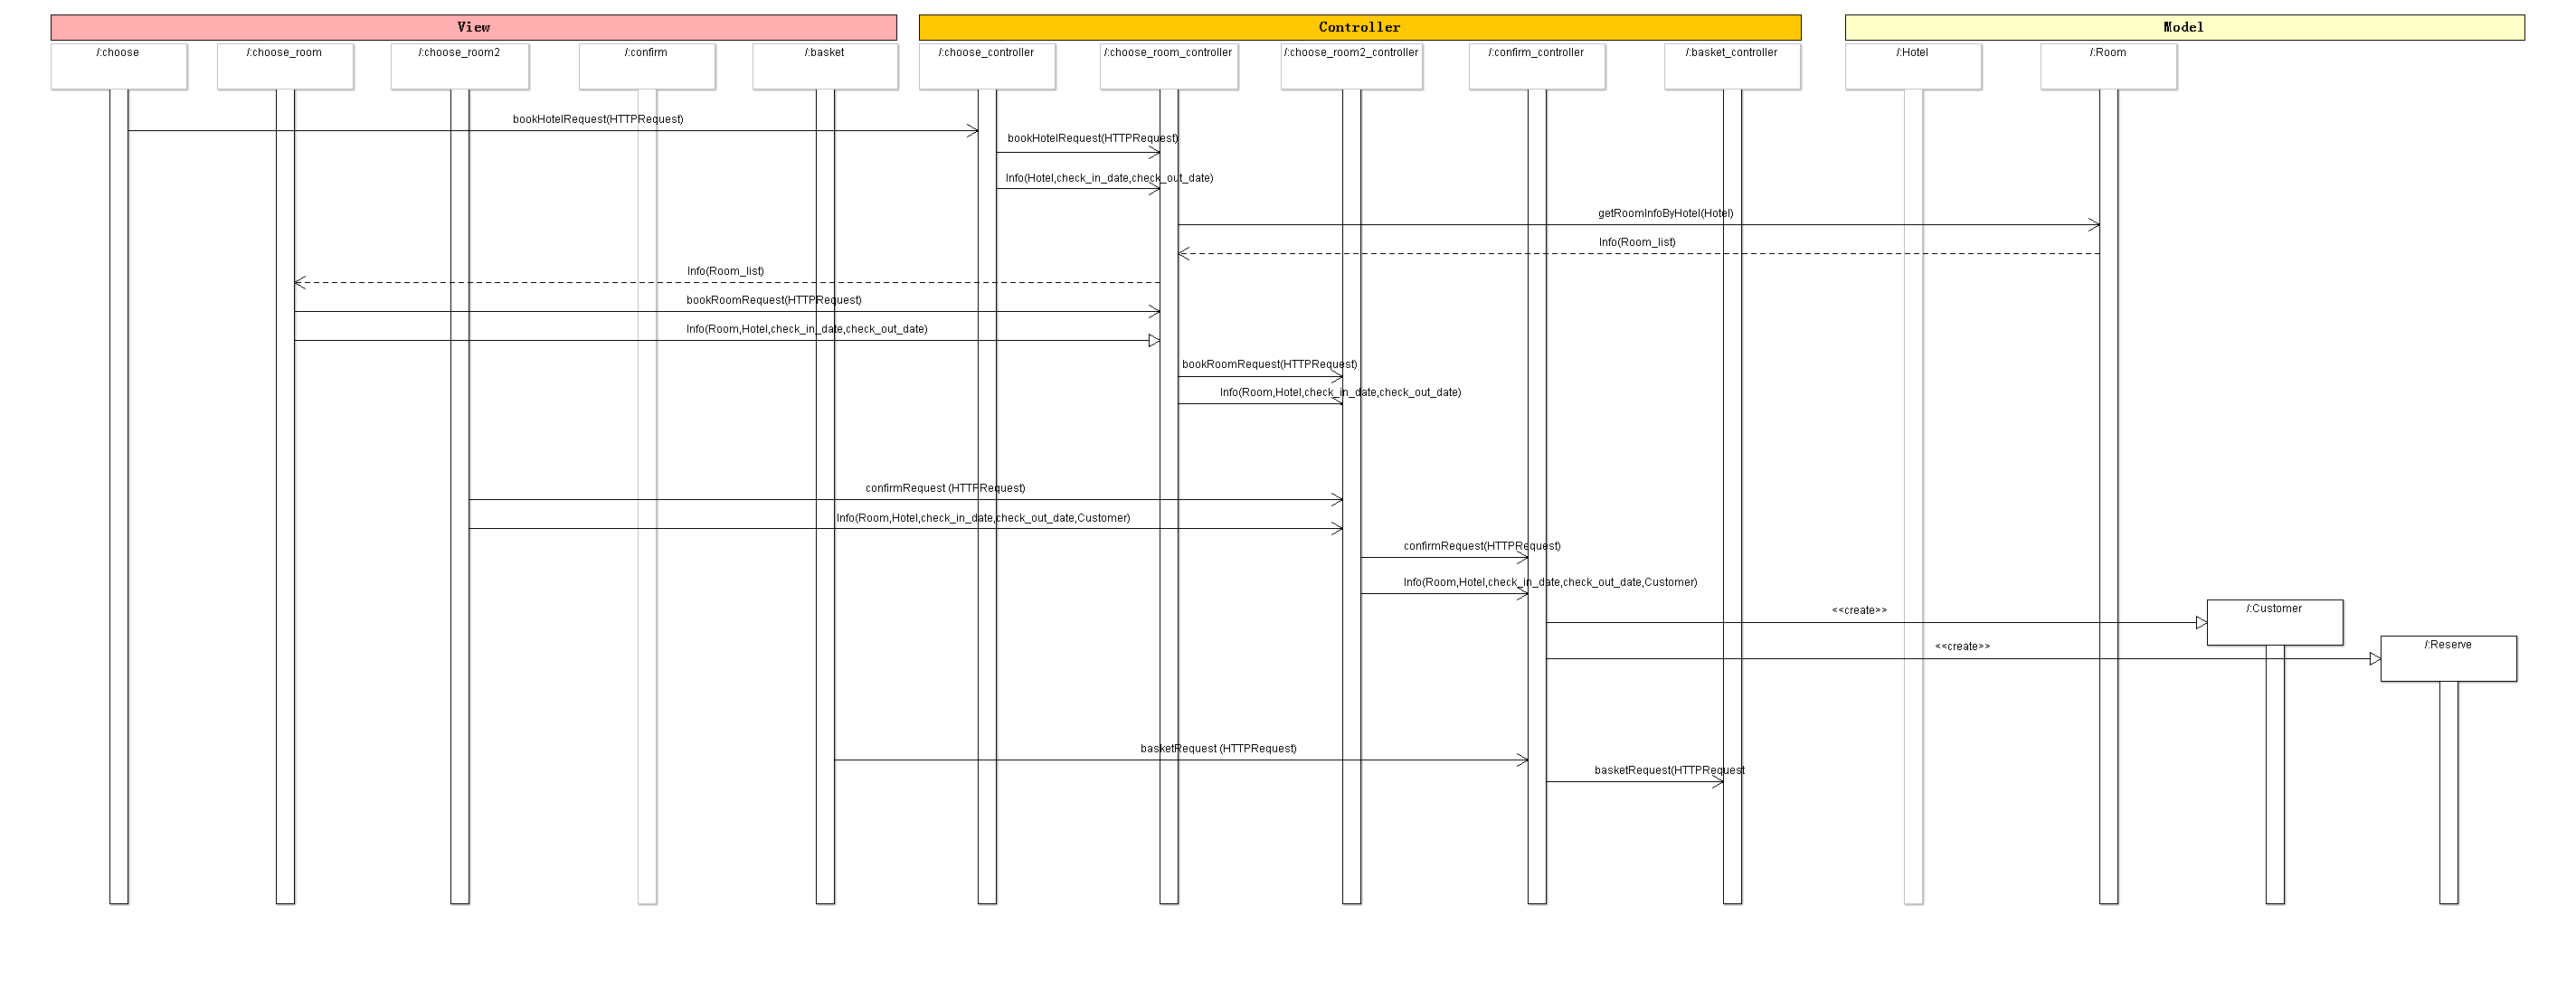 View
Controller
Model
/:choose
/:choose_room
/:choose_room2
/:confirm
/:basket
/:choose_controller
/:choose_room_controller
/:choose_room2_controller
/:confirm_controller
/:basket_controller
/:Hotel
/:Room
bookHotelRequest(HTTPRequest)
bookHotelRequest(HTTPRequest)
Info(Hotel,check_in_date,check_out_date)
getRoomInfoByHotel(Hotel)
Info(Room_list)
Info(Room_list)
bookRoomRequest(HTTPRequest)
Info(Room,Hotel,check_in_date,check_out_date)
bookRoomRequest(HTTPRequest)
Info(Room,Hotel,check_in_date,check_out_date)
confirmRequest (HTTPRequest)
Info(Room,Hotel,check_in_date,check_out_date,Customer)
confirmRequest(HTTPRequest)
Info(Room,Hotel,check_in_date,check_out_date,Customer)
<<create>>
/:Customer
<<create>>
/:Reserve
basketRequest (HTTPRequest)
basketRequest(HTTPRequest